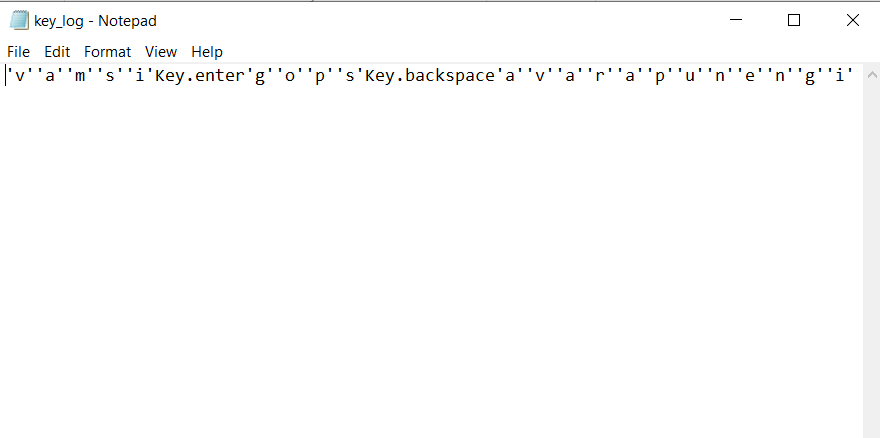 key_log - Notepad
File Edit Format View Help
'v''a''m''s''i'Key.enter'g''o''p''s'Key.backspace'a''v''a''r''a''p''u''n''e''n''g''i'